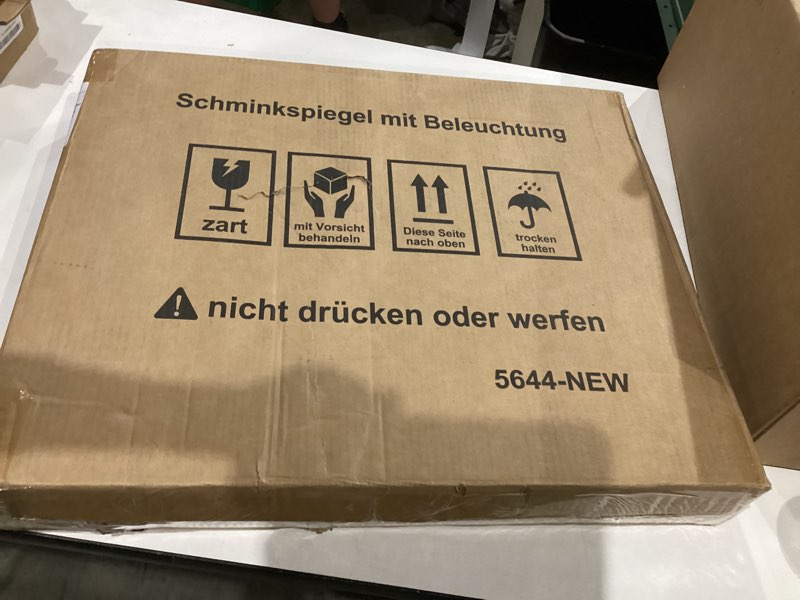 Schminkspiegel mit Beleuchtung
zart
mit Vorsicht
behandeln
Diese Seite
nach oben
trocken
halten
nicht drücken oder werfen
5644-NEW